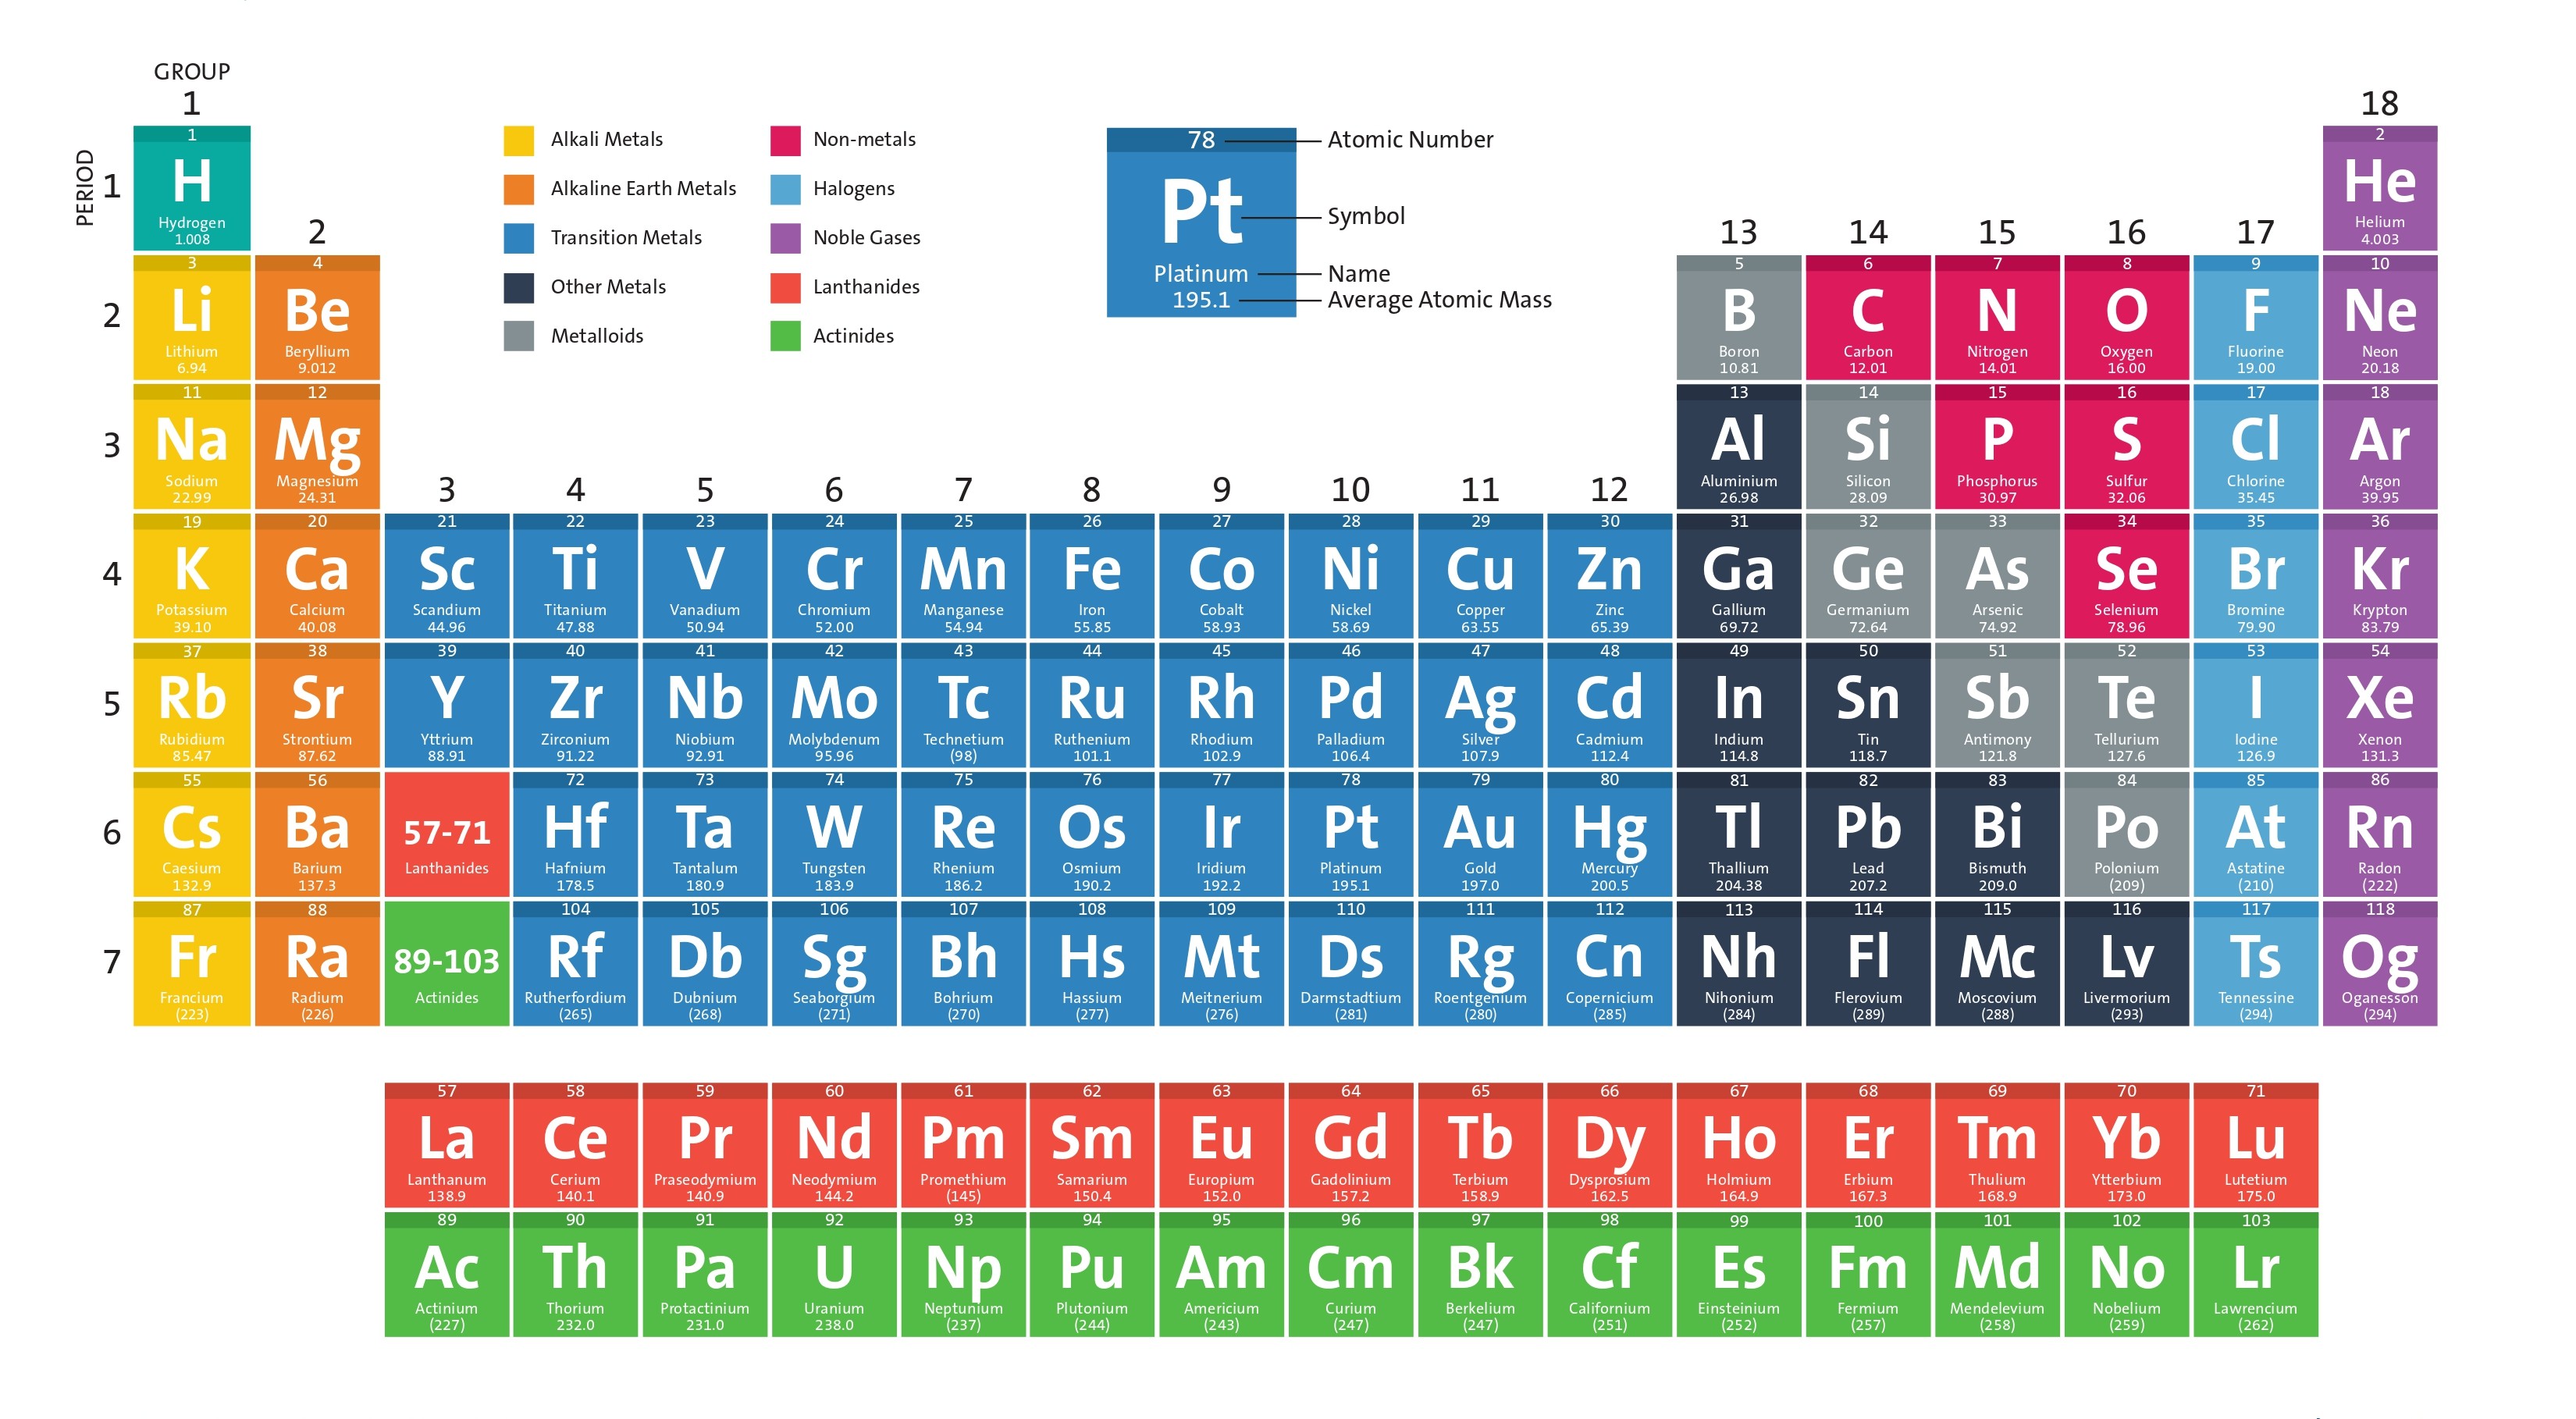 GROUP
1
18
PERIOD
1
1
H
Hydrogen
1.008
Alkali Metals
Alkaline Earth Metals
Transition Metals
Other Metals
Metalloids
Non-metals
Halogens
Noble Gases
Lanthanides
Actinides
78
Pt
Platinum
195.1
Atomic Number
Symbol
Name
Average Atomic Mass
2
He
Helium
4.003
2
13 14 15 16 17
2
3 4 5 6 7 8 9 10
Li Be B C N O F Ne
Lithium Beryllium Boron Carbon Nitrogen Oxygen Fluorine Neon
6.94 9.012 10.81 12.01 14.01 16.00 19.00 20.18
3
11 12 13 14 15 16 17 18
Na Mg Al Si P S Cl Ar
Sodium Magnesium Aluminium Silicon Phosphorus Sulfur Chlorine Argon
22.99 24.31 26.98 28.09 30.97 32.06 35.45 39.95
3 4 5 6 7 8 9 10 11 12
4
19 20 21 22 23 24 25 26 27 28 29 30 31 32 33 34 35 36
K Ca Sc Ti V Cr Mn Fe Co Ni Cu Zn Ga Ge As Se Br Kr
Potassium Calcium Scandium Titanium Vanadium Chromium Manganese Iron Cobalt Nickel Copper Zinc Gallium Germanium Arsenic Selenium Bromine Krypton
39.10 40.08 44.96 47.88 50.94 52.00 54.94 55.85 58.93 58.69 63.55 65.39 69.72 72.64 74.92 78.96 79.90 83.79
5
37 38 39 40 41 42 43 44 45 46 47 48 49 50 51 52 53 54
Rb Sr Y Zr Nb Mo Tc Ru Rh Pd Ag Cd In Sn Sb Te I Xe
Rubidium Strontium Yttrium Zirconium Niobium Molybdenum Technetium Ruthenium Rhodium Palladium Silver Cadmium Indium Tin Antimony Tellurium Iodine Xenon
85.47 87.62 88.91 91.22 92.91 95.96 (98) 101.1 102.9 106.4 107.9 112.4 114.8 118.7 121.8 127.6 126.9 131.3
6
55 56 72 73 74 75 76 77 78 79 80 81 82 83 84 85 86
Cs Ba 57-71 Hf Ta W Re Os Ir Pt Au Hg Tl Pb Bi Po At Rn
Caesium Barium Lanthanides Hafnium Tantalum Tungsten Rhenium Osmium Iridium Platinum Gold Mercury Thallium Lead Bismuth Polonium Astatine Radon
132.9 137.3 178.5 180.9 183.9 186.2 190.2 192.2 195.1 197.0 200.5 204.38 207.2 209.0 (209) (210) (222)
7
87 88 104 105 106 107 108 109 110 111 112 113 114 115 116 117 118
Fr Ra 89-103 Rf Db Sg Bh Hs Mt Ds Rg Cn Nh Fl Mc Lv Ts Og
Francium Radium Actinides Rutherfordium Dubnium Seaborgium Bohrium Hassium Meitnerium Darmstadtium Roentgenium Copernicium Nihonium Flerovium Moscovium Livermorium Tennessine Oganesson
(223) (226) (265) (268) (271) (270) (277) (276) (281) (280) (285) (284) (289) (288) (293) (294) (294)
57 58 59 60 61 62 63 64 65 66 67 68 69 70 71
La Ce Pr Nd Pm Sm Eu Gd Tb Dy Ho Er Tm Yb Lu
Lanthanum Cerium Praseodymium Neodymium Promethium Samarium Europium Gadolinium Terbium Dysprosium Holmium Erbium Thulium Ytterbium Lutetium
138.9 140.1 140.9 144.2 (145) 150.4 152.0 157.2 158.9 162.5 164.9 167.3 168.9 173.0 175.0
89 90 91 92 93 94 95 96 97 98 99 100 101 102 103
Ac Th Pa U Np Pu Am Cm Bk Cf Es Fm Md No Lr
Actinium Thorium Protactinium Uranium Neptunium Plutonium Americium Curium Berkelium Californium Einsteinium Fermium Mendelevium Nobelium Lawrencium
(227) 232.0 231.0 238.0 (237) (244) (243) (247) (247) (251) (252) (257) (258) (259) (262)